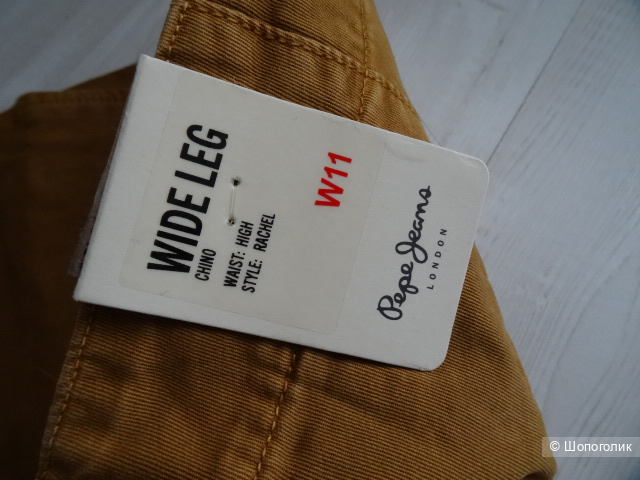 WIDE LEG
CHINO
WAIST: HIGH
STYLE: RACHEL
W11
Pepe Jeans
LONDON
© Шопоголик